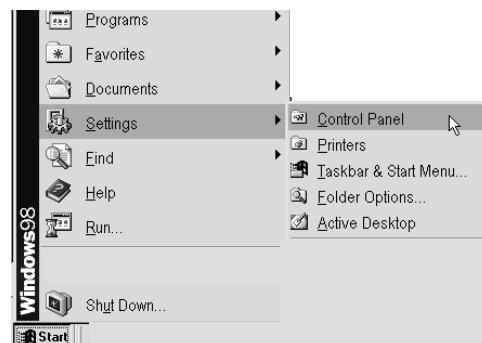 Programs
Favorites
Documents
Settings
Find
Help
Run...
Shut Down...
Windows98
Start
Control Panel
Printers
Taskbar & Start Menu...
Folder Options...
Active Desktop